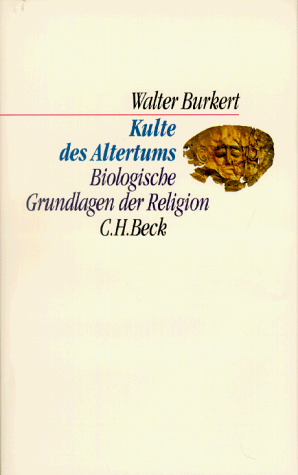 Walter Burkert
Kulte
des Altertums
Biologische
Grundlagen der Religion
C.H.Beck